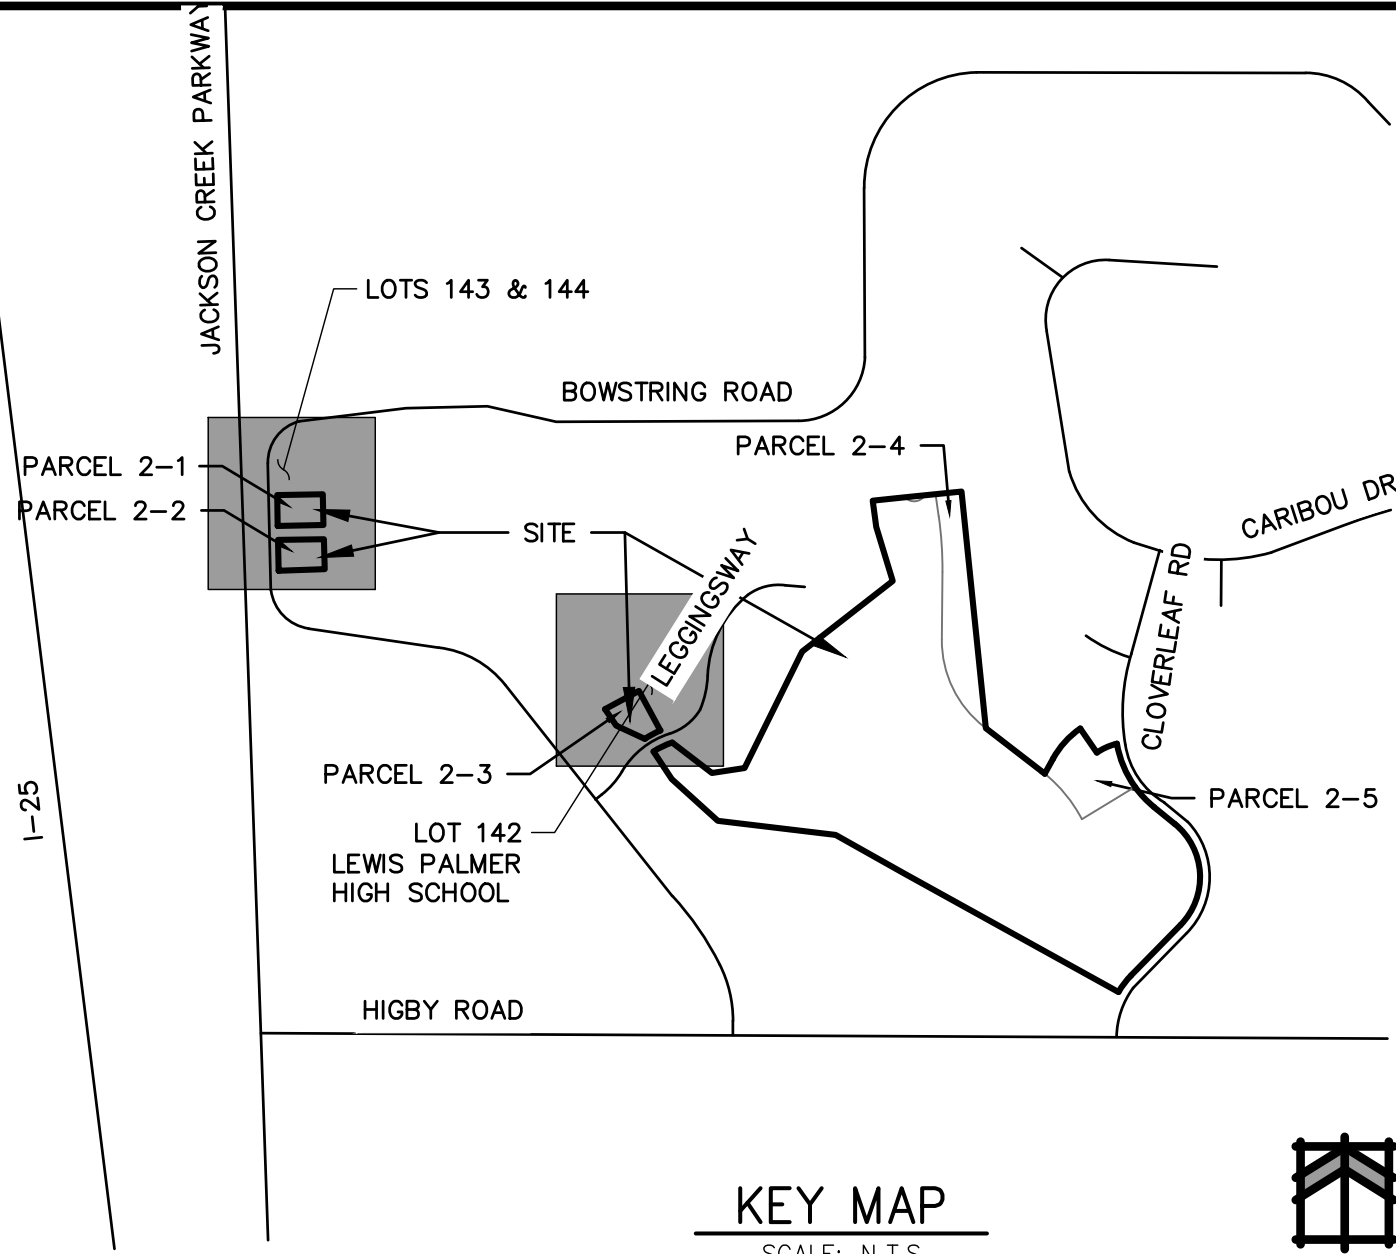 JACKSON CREEK PARKWAY
LOTS 143 & 144
BOWSTRING ROAD
PARCEL 2-4
PARCEL 2-1
PARCEL 2-2
SITE
CARIBOU DR
LEGGINGSWAY
CLOVERLEAF RD
PARCEL 2-3
PARCEL 2-5
I-25
LOT 142
LEWIS PALMER
HIGH SCHOOL
HIGBY ROAD
KEY MAP
SCALE: N.T.S.